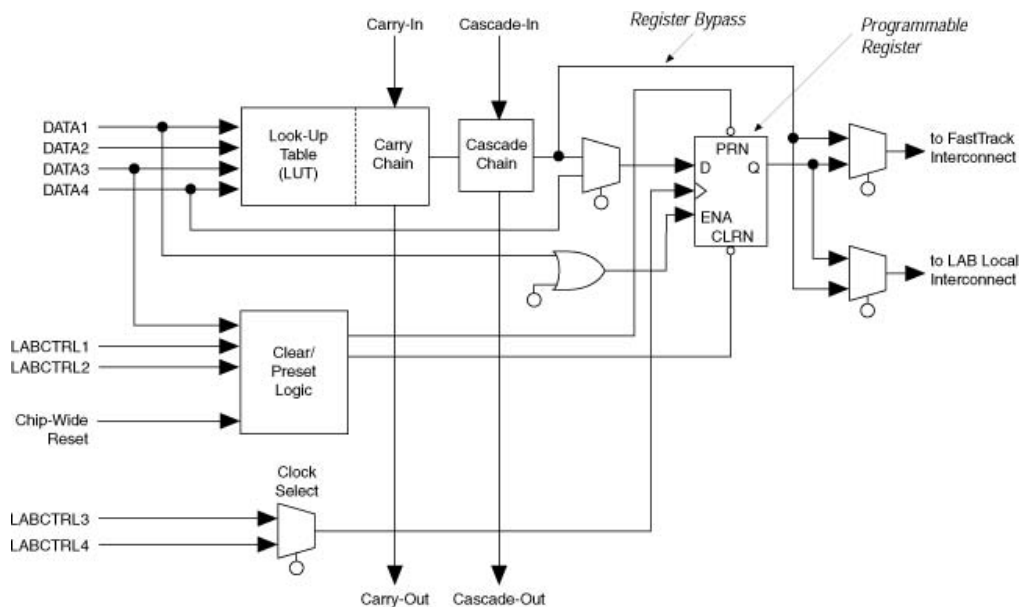 Carry-In
Cascade-In
Register Bypass
Programmable
Register
DATA1
DATA2
DATA3
DATA4
Look-Up
Table
(LUT)
Carry
Chain
Cascade
Chain
PRN
D
Q
ENA
CLRN
to FastTrack
Interconnect
to LAB Local
Interconnect
LABCTRL1
LABCTRL2
Clear/
Preset
Logic
Chip-Wide
Reset
Clock
Select
LABCTRL3
LABCTRL4
Carry-Out
Cascade-Out